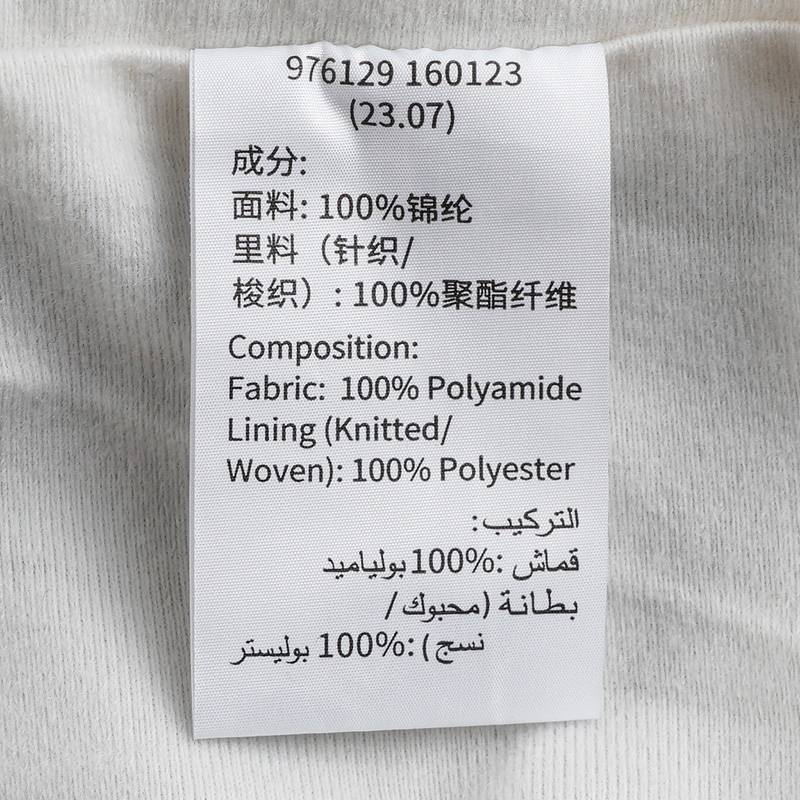 976129 160123
(23.07)
成分:
面料: 100%锦纶
里料（针织/
梭织）: 100%聚酯纤维
Composition:
Fabric: 100% Polyamide
Lining (Knitted/
Woven): 100% Polyester
التركيب:
قماش :%100بولياميد
بطانة (محبوك/
نسج):%100 بوليستر